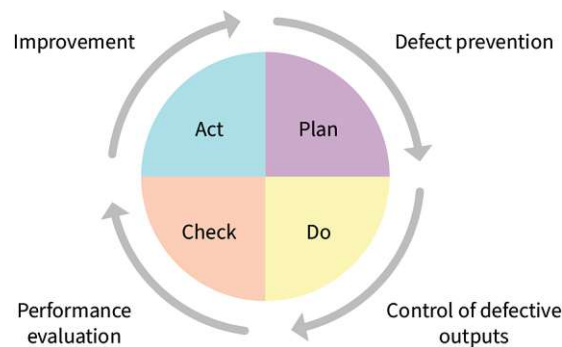 Improvement
Defect prevention
Act
Plan
Check
Do
Performance
evaluation
Control of defective
outputs